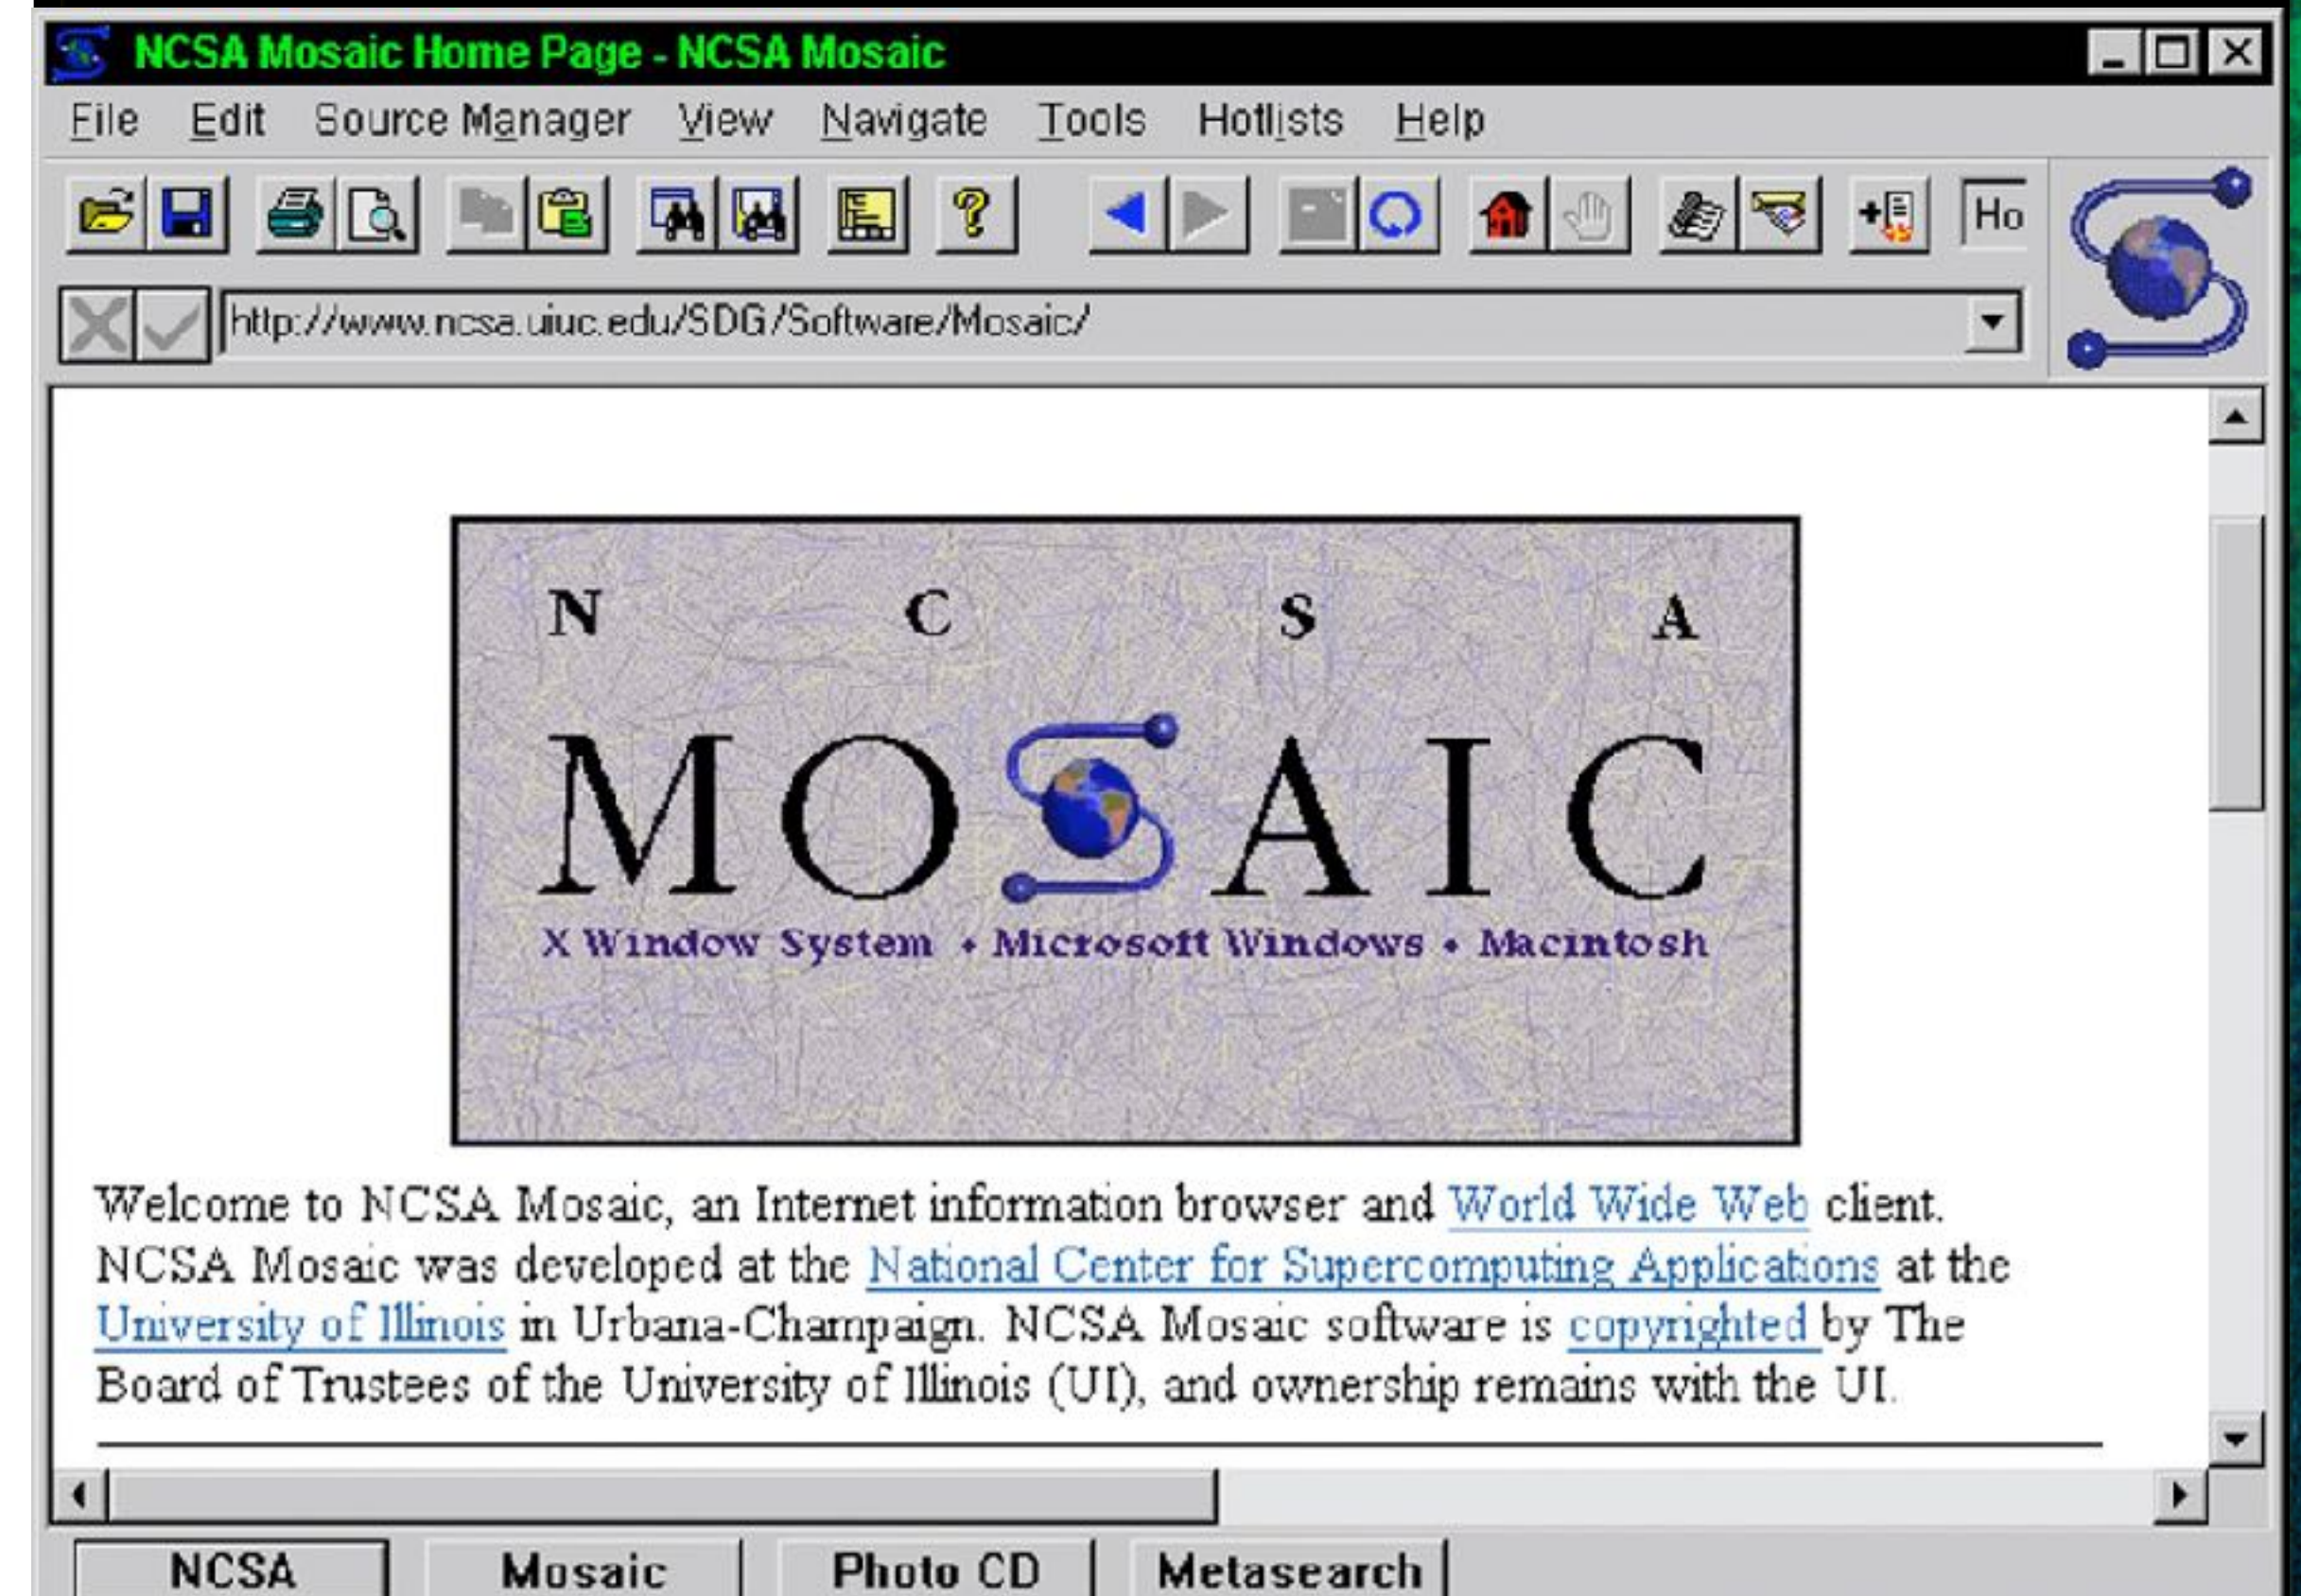 NCSA Mosaic Home Page - NCSA Mosaic
File Edit Source Manager View Navigate Tools Hotlists Help
Ho
http://www.ncsa.uiuc.edu/SDG/Software/Mosaic/
N C S A
MOSAIC
X Window System • Microsoft Windows • Macintosh
Welcome to NCSA Mosaic, an Internet information browser and World Wide Web client.
NCSA Mosaic was developed at the National Center for Supercomputing Applications at the
University of Illinois in Urbana-Champaign. NCSA Mosaic software is copyrighted by The
Board of Trustees of the University of Illinois (UI), and ownership remains with the UI.
NCSA Mosaic Photo CD Metasearch